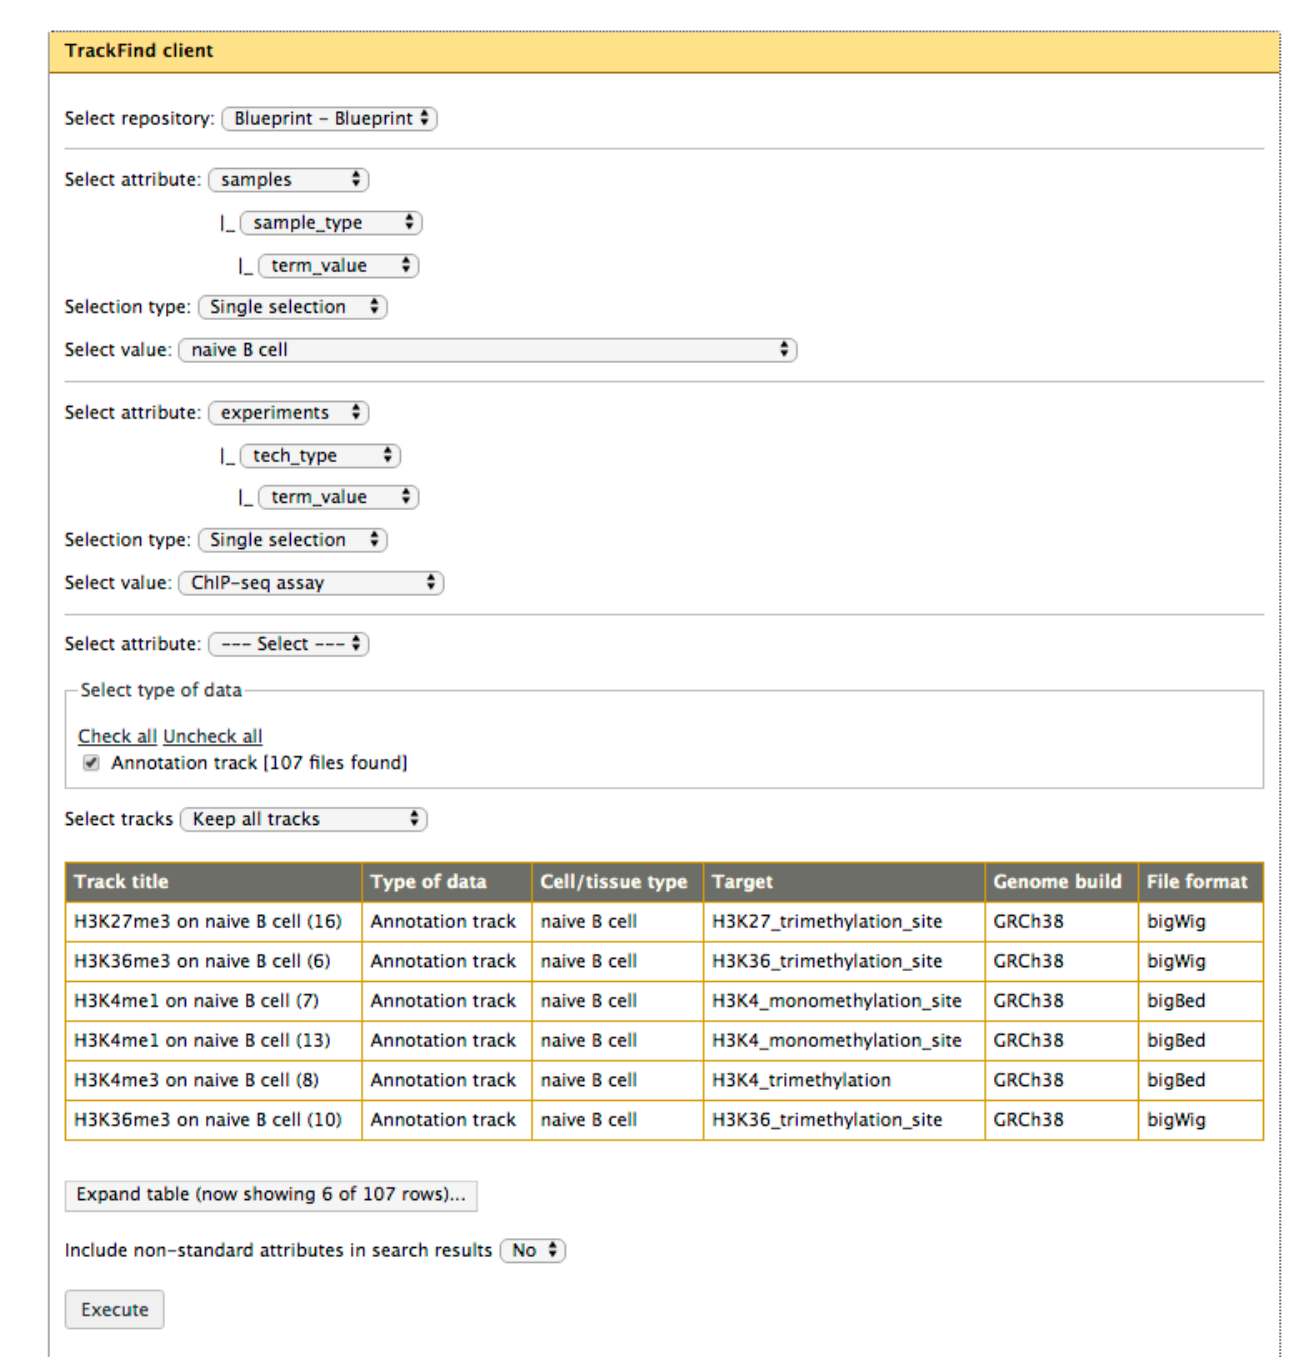 TrackFind client
Select repository: Blueprint - Blueprint
Select attribute: samples
|_ sample_type
|_ term_value
Selection type: Single selection
Select value: naive B cell
Select attribute: experiments
|_ tech_type
|_ term_value
Selection type: Single selection
Select value: ChIP-seq assay
Select attribute: --- Select ---
Select type of data
Check all Uncheck all
Annotation track [107 files found]
Select tracks Keep all tracks
Track title Type of data Cell/tissue type Target Genome build File format
H3K27me3 on naive B cell (16) Annotation track naive B cell H3K27_trimethylation_site GRCh38 bigWig
H3K36me3 on naive B cell (6) Annotation track naive B cell H3K36_trimethylation_site GRCh38 bigWig
H3K4me1 on naive B cell (7) Annotation track naive B cell H3K4_monomethylation_site GRCh38 bigBed
H3K4me1 on naive B cell (13) Annotation track naive B cell H3K4_monomethylation_site GRCh38 bigBed
H3K4me3 on naive B cell (8) Annotation track naive B cell H3K4_trimethylation GRCh38 bigBed
H3K36me3 on naive B cell (10) Annotation track naive B cell H3K36_trimethylation_site GRCh38 bigWig
Expand table (now showing 6 of 107 rows)...
Include non-standard attributes in search results No
Execute